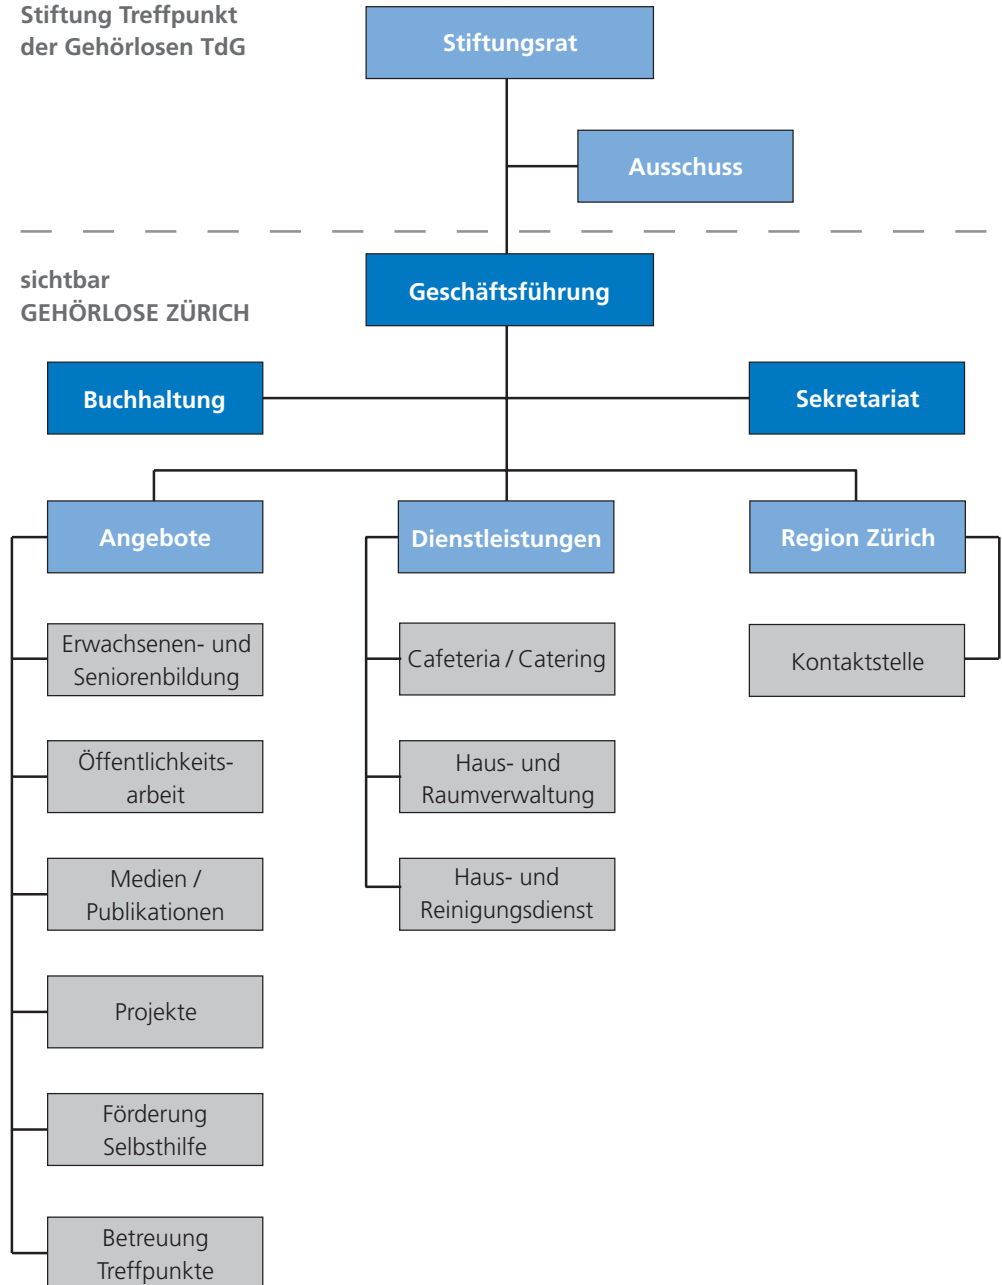 Stiftung Treffpunkt
der Gehörlosen TdG
Stiftungsrat
Ausschuss
sichtbar
GEHÖRLOSE ZÜRICH
Geschäftsführung
Buchhaltung
Sekretariat
Angebote
Dienstleistungen
Region Zürich
Erwachsenen- und
Seniorenbildung
Cafeteria / Catering
Kontaktstelle
Öffentlichkeits-
arbeit
Haus- und
Raumverwaltung
Medien /
Publikationen
Haus- und
Reinigungsdienst
Projekte
Förderung
Selbsthilfe
Betreuung
Treffpunkte